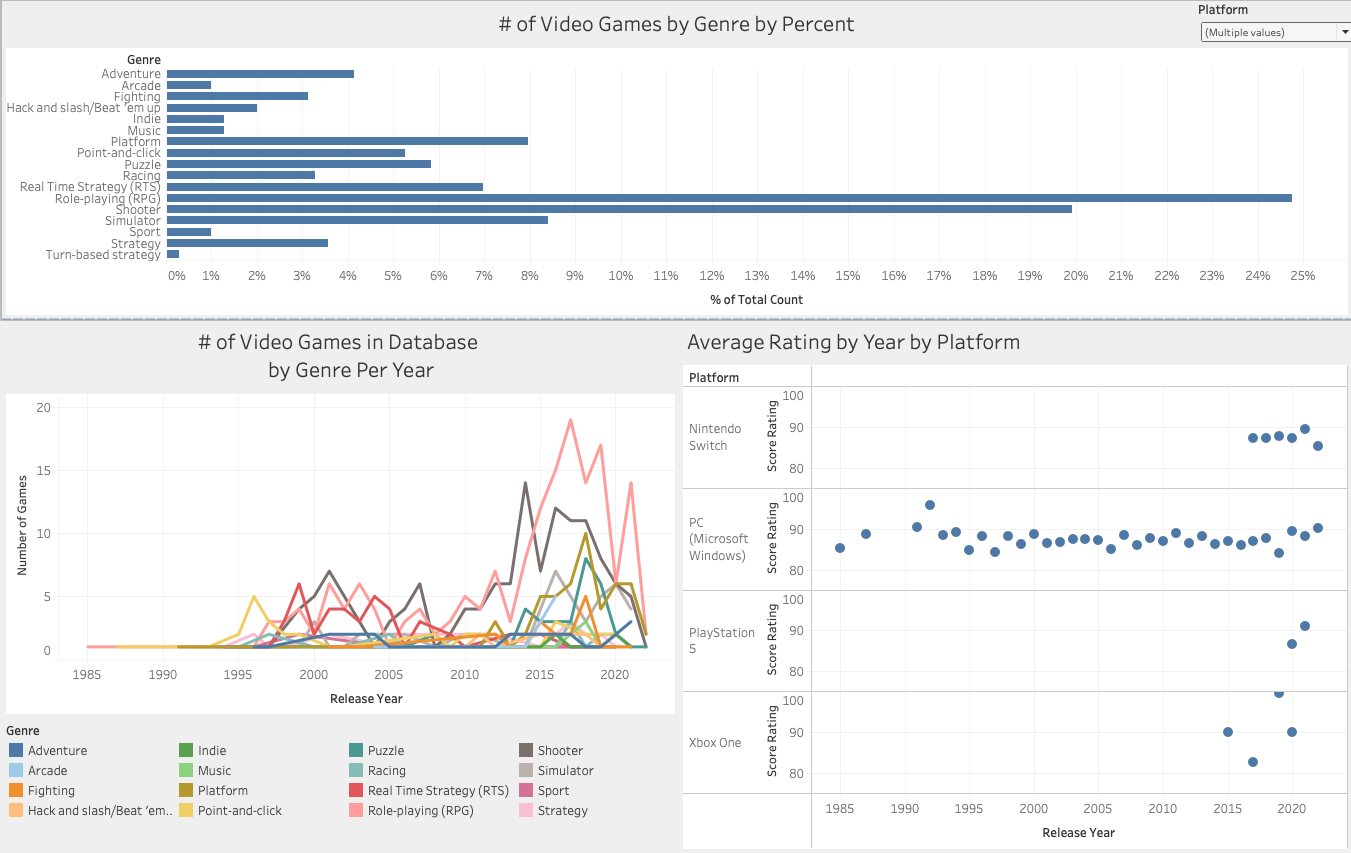 # of Video Games by Genre by Percent
Platform
(Multiple values)
Genre
Adventure
Arcade
Fighting
Hack and slash/Beat 'em up
Indie
Music
Platform
Point-and-click
Puzzle
Racing
Real Time Strategy (RTS)
Role-playing (RPG)
Shooter
Simulator
Sport
Strategy
Turn-based strategy
0% 1% 2% 3% 4% 5% 6% 7% 8% 9% 10% 11% 12% 13% 14% 15% 16% 17% 18% 19% 20% 21% 22% 23% 24% 25%
% of Total Count
# of Video Games in Database
by Genre Per Year
20
15
10
5
0
Number of Games
1985 1990 1995 2000 2005 2010 2015 2020
Release Year
Genre
Adventure Indie Puzzle Shooter
Arcade Music Racing Simulator
Fighting Platform Real Time Strategy (RTS) Sport
Hack and slash/Beat 'em.. Point-and-click Role-playing (RPG) Strategy
Average Rating by Year by Platform
Platform
Nintendo
Switch
Score Rating
100
90
80
PC
(Microsoft
Windows)
Score Rating
100
90
80
PlayStation
5
Score Rating
100
90
80
Xbox One
Score Rating
100
90
80
1985 1990 1995 2000 2005 2010 2015 2020
Release Year